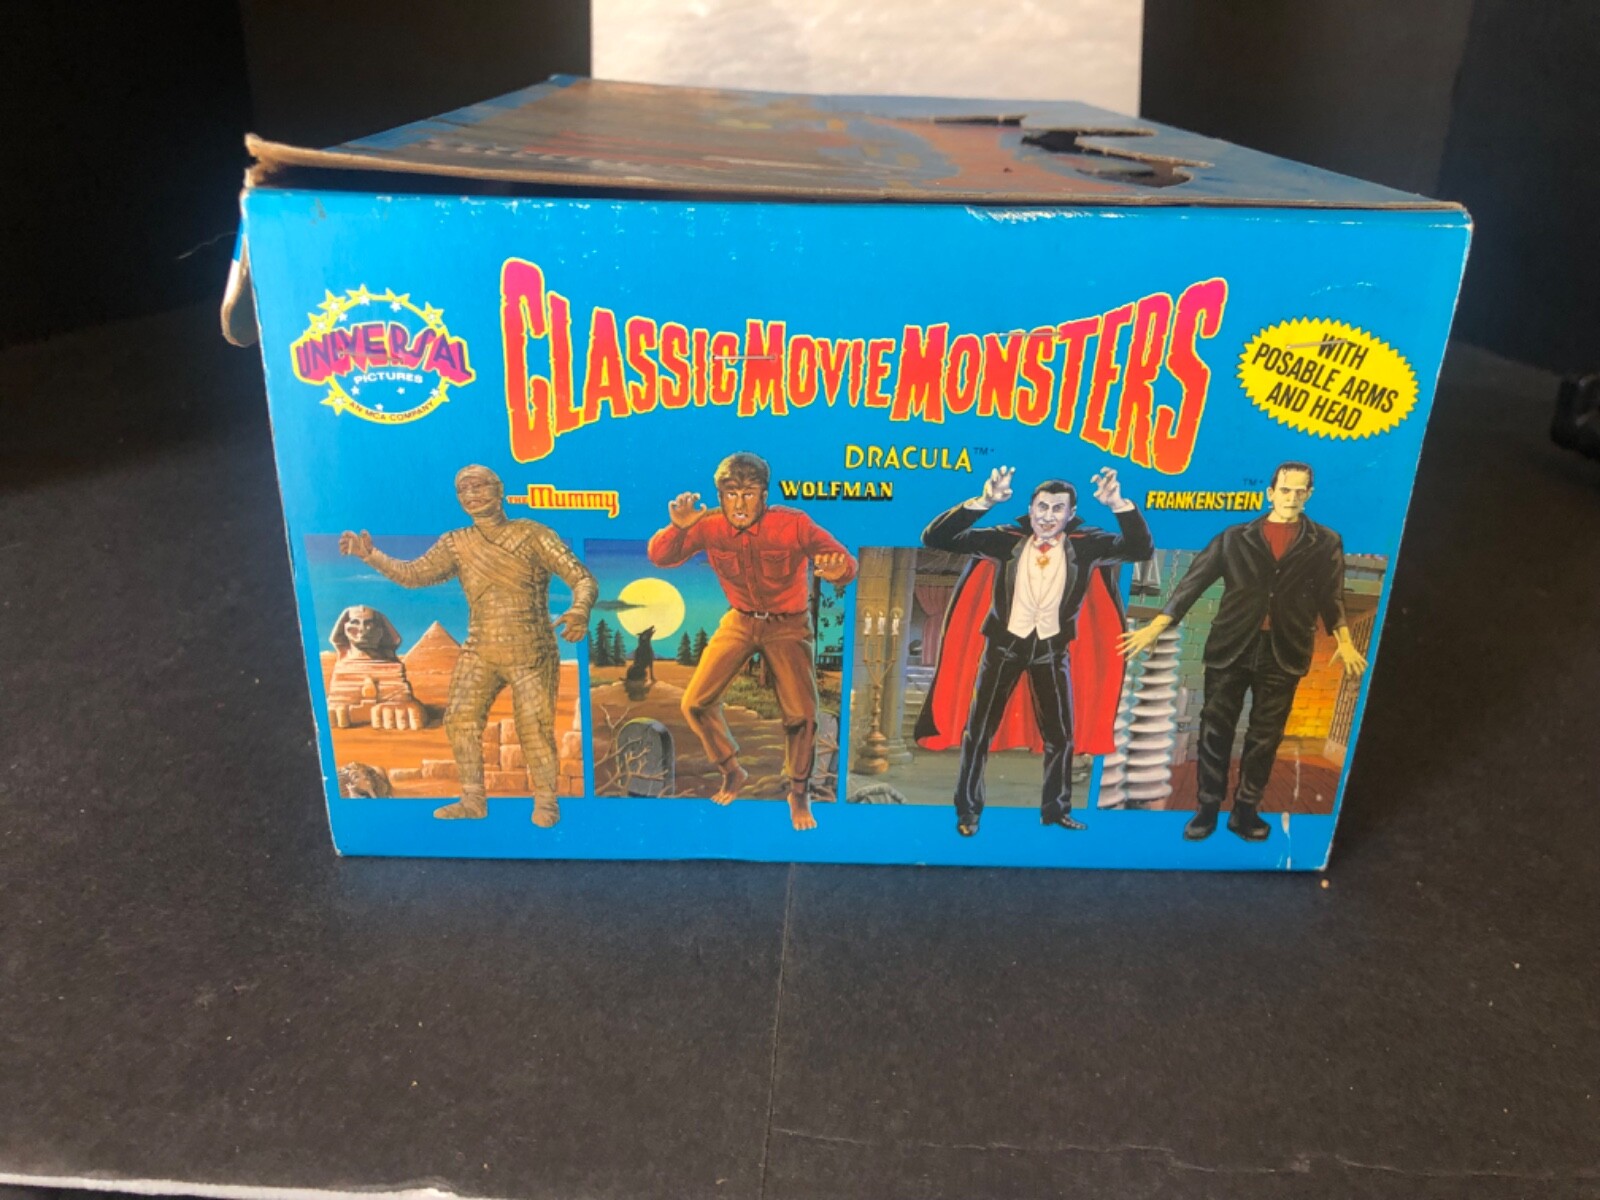 UNIVERSAL
PICTURES
AN MCA COMPANY
CLASSIC MOVIE MONSTERS
WITH
POSABLE ARMS
AND HEAD
THE Mummy
WOLFMAN
DRACULA™
FRANKENSTEIN™